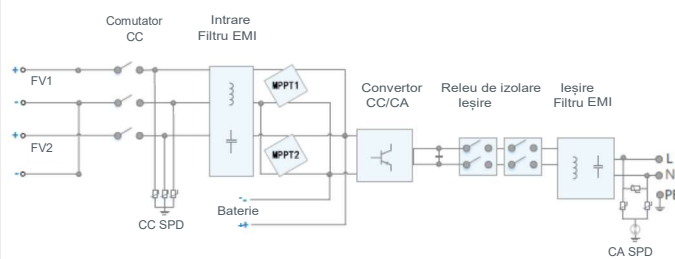 Comutator
CC
Intrare
Filtru EMI
+
FV1
-
+
FV2
-
MPPT1
MPPT2
Convertor
CC/CA
Releu de izolare
Ieșire
Ieșire
Filtru EMI
L
N
PE
--
Baterie
++
CC SPD
CA SPD